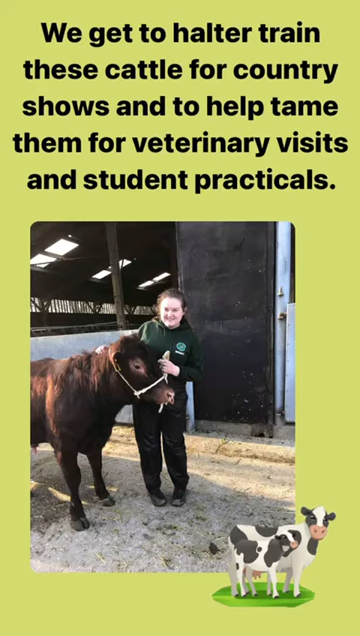 We get to halter train
these cattle for country
shows and to help tame
them for veterinary visits
and student practicals.